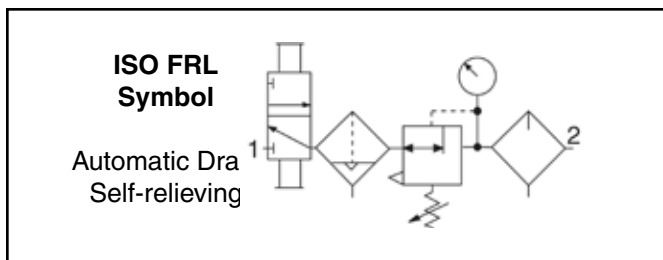 ISO FRL
Symbol
Automatic Dra
Self-relieving
1
2